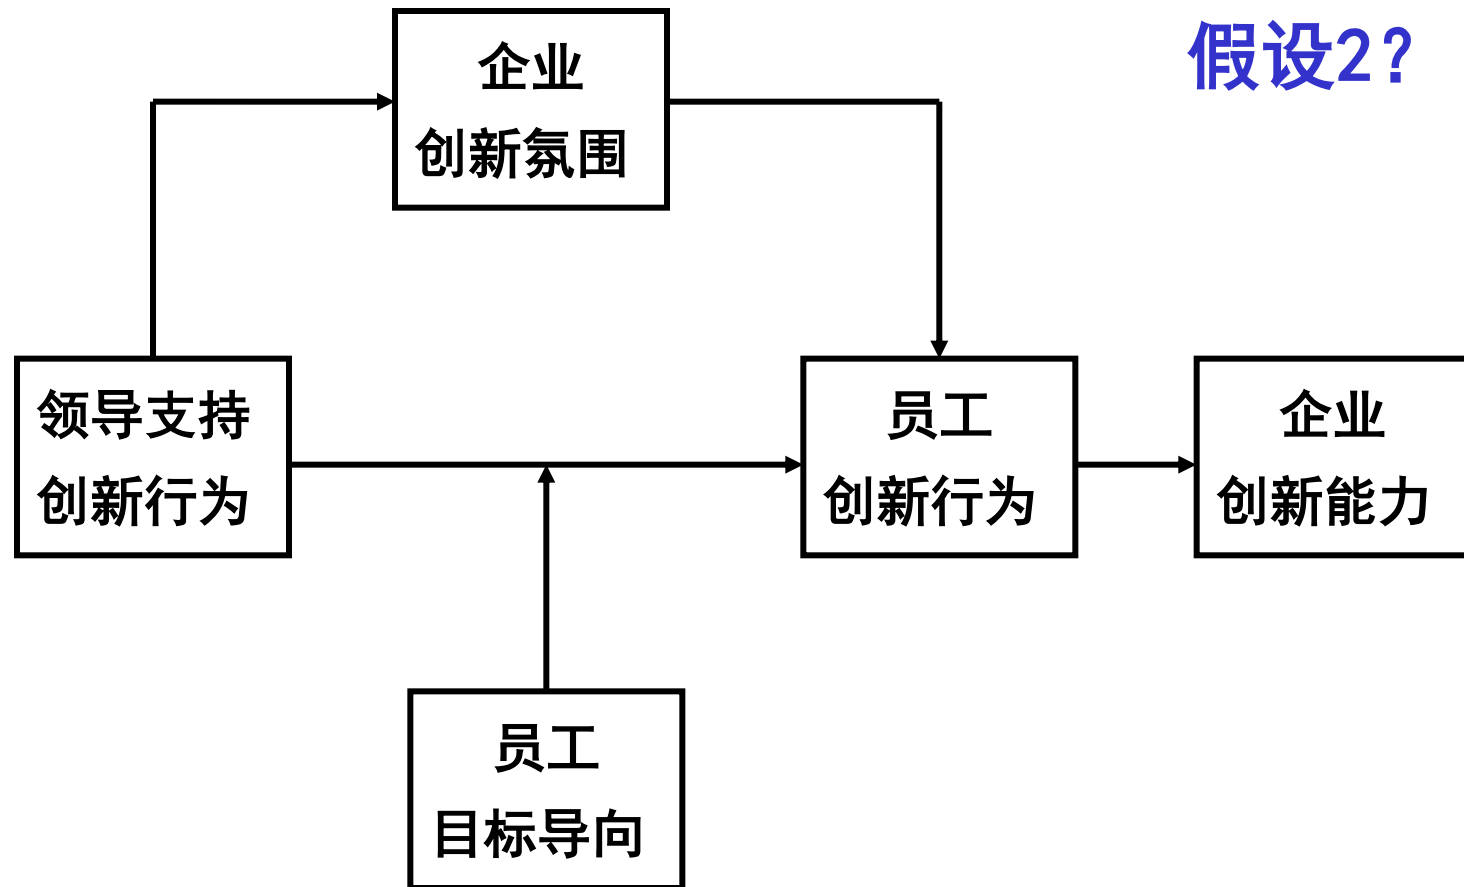 假设2?
企业
创新氛围
领导支持
创新行为
员工
创新行为
企业
创新能力
员工
目标导向